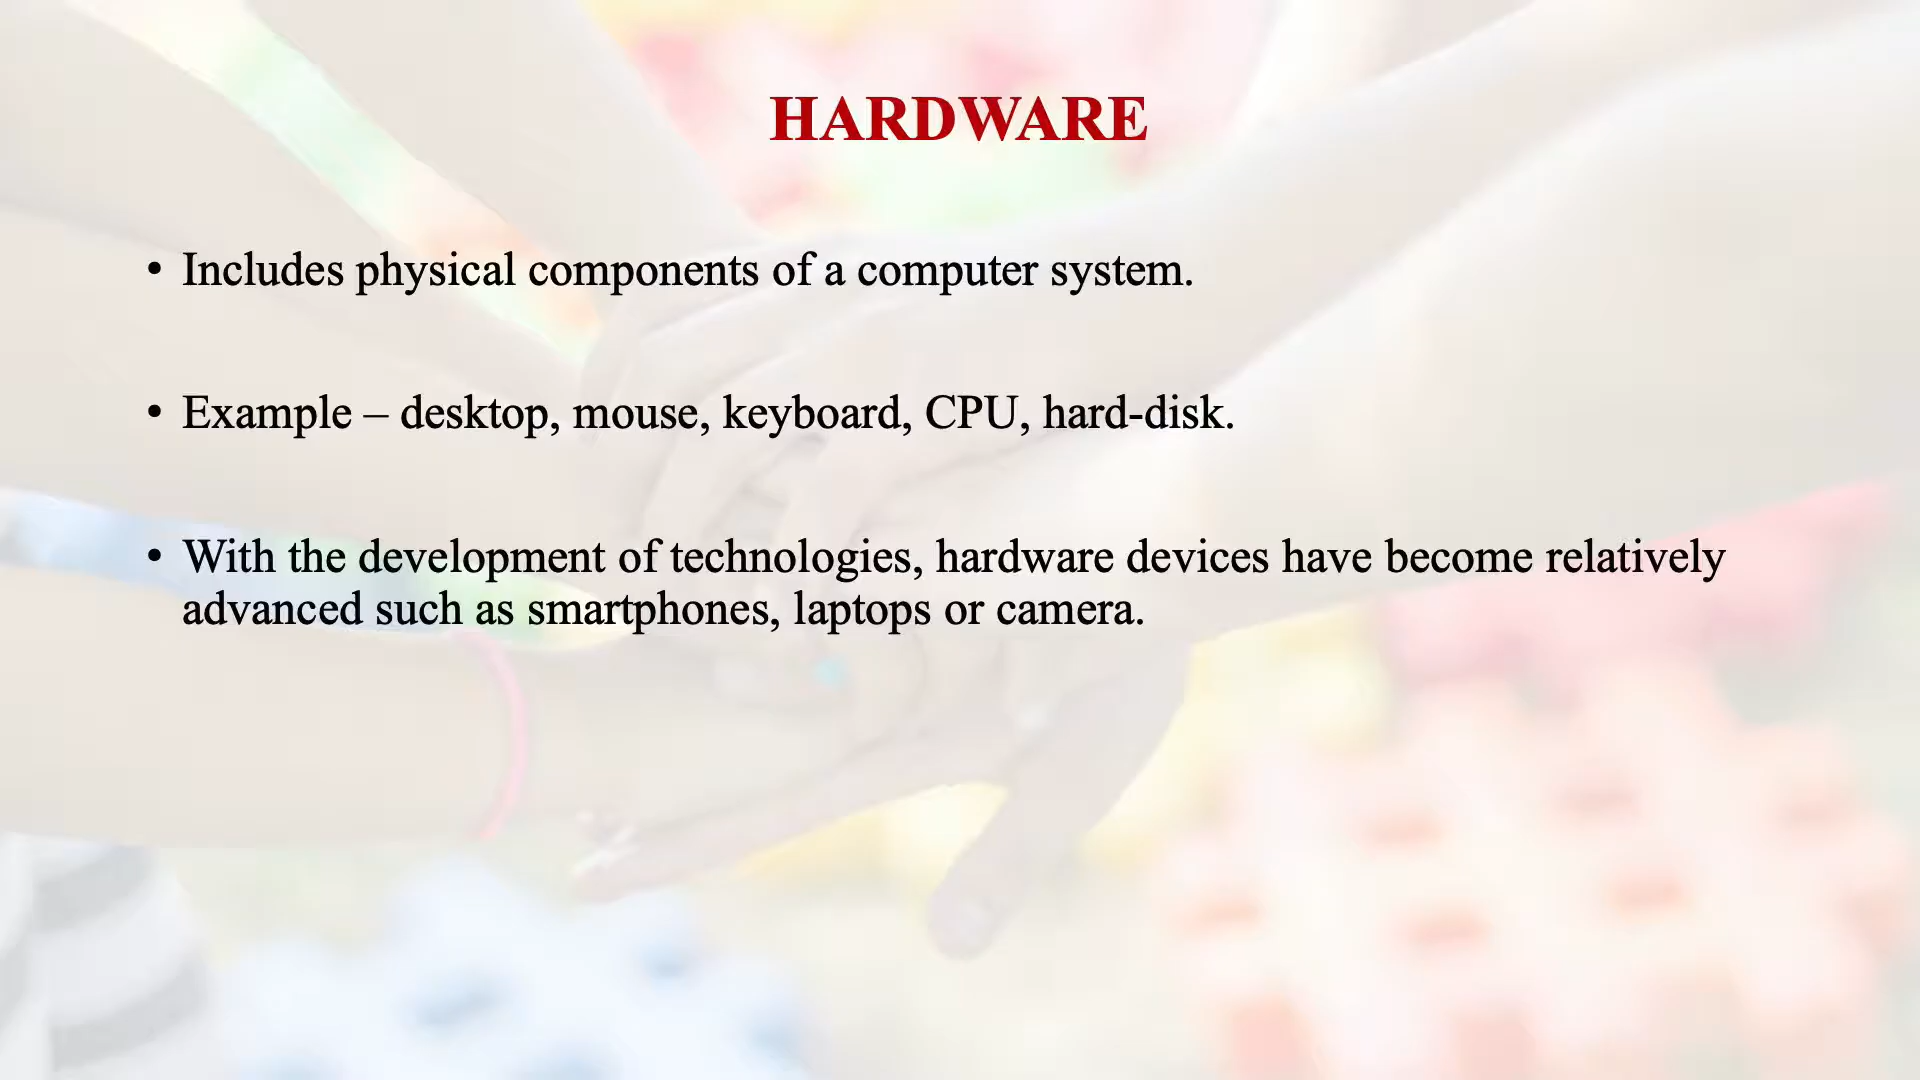 HARDWARE
• Includes physical components of a computer system.
• Example – desktop, mouse, keyboard, CPU, hard-disk.
• With the development of technologies, hardware devices have become relatively
advanced such as smartphones, laptops or camera.